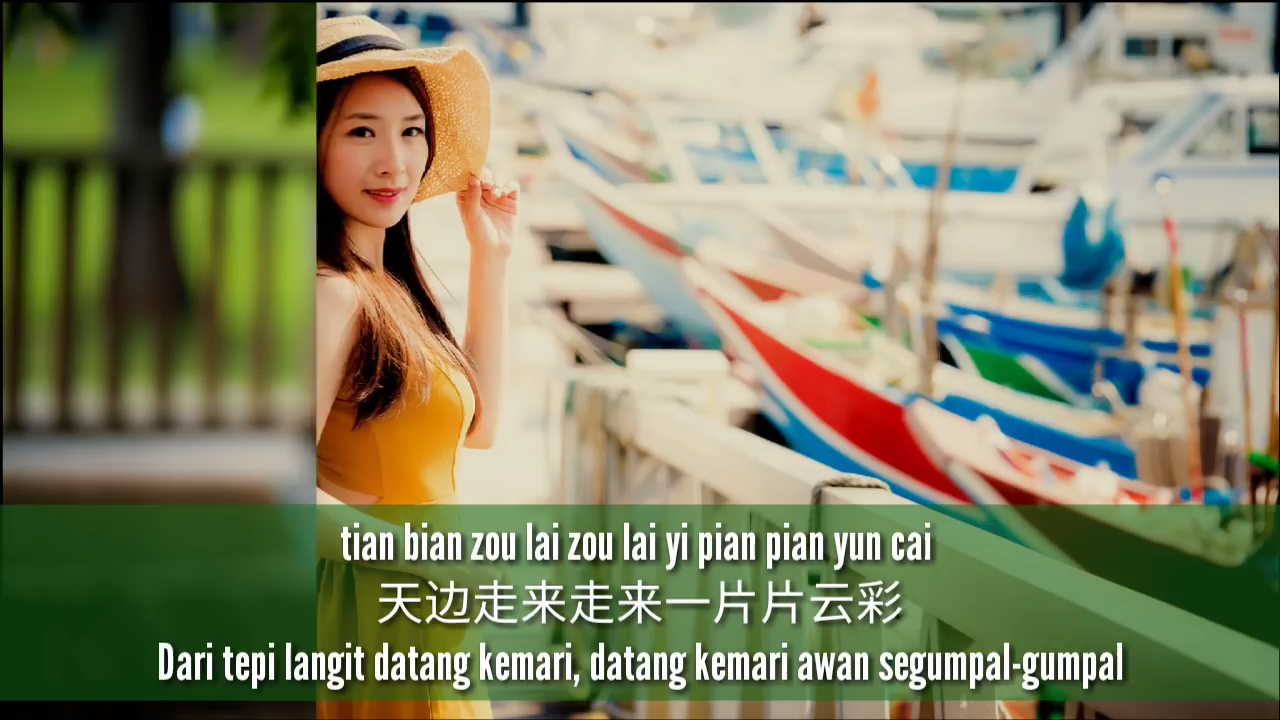 tian bian zou lai zou lai yi pian pian yun cai
天边走来走来一片片云彩
Dari tepi langit datang kemari, datang kemari awan segumpal-gumpal